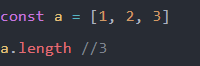 const a = [1, 2, 3]
a.length //3